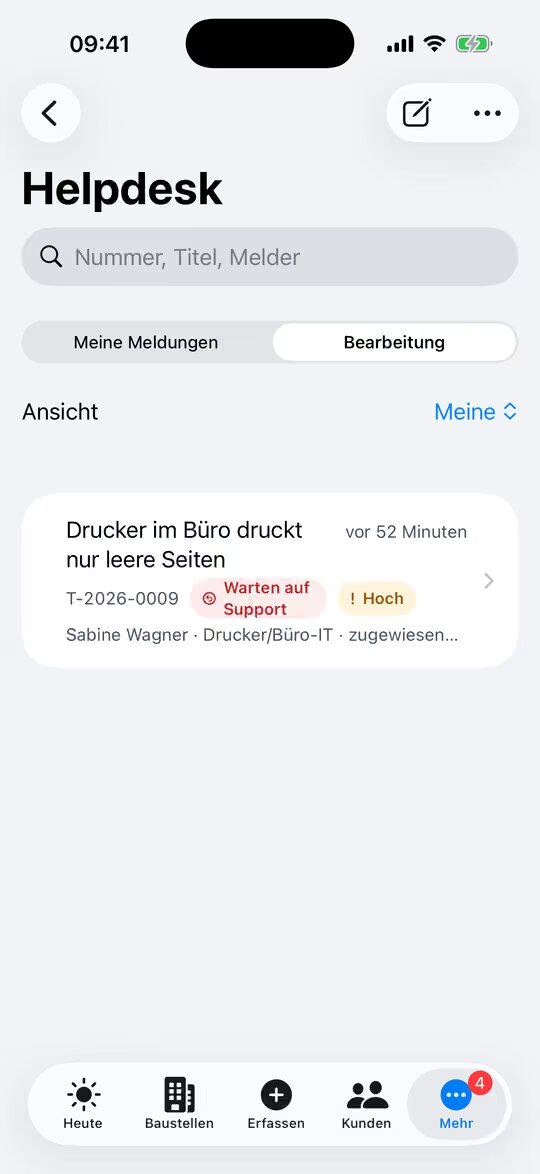 09:41
Helpdesk
Nummer, Titel, Melder
Meine Meldungen
Bearbeitung
Ansicht
Meine
Drucker im Büro druckt
vor 52 Minuten
nur leere Seiten
T-2026-0009
Warten auf
Support
! Hoch
Sabine Wagner · Drucker/Büro-IT · zugewiesen...
4
Heute
Baustellen
Erfassen
Kunden
Mehr